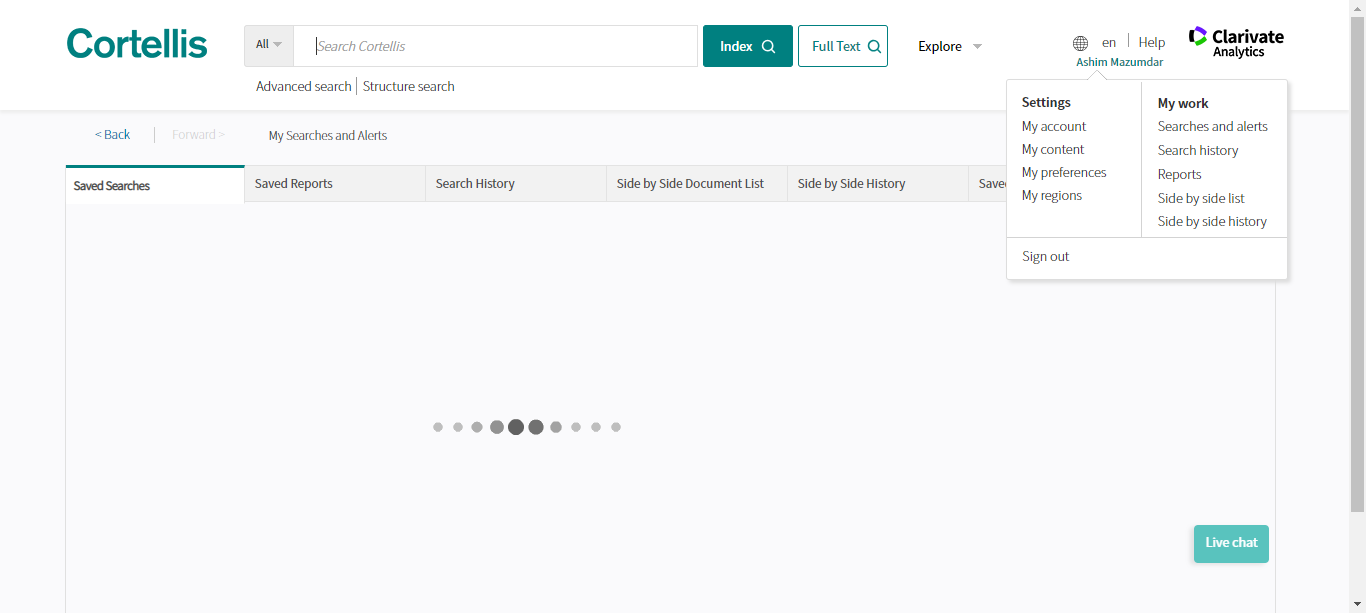 Cortellis
All
Search Cortellis
Index
Full Text
Explore
en
Help
Ashim Mazumdar
Clarivate
Analytics
Advanced search
Structure search
Settings
My account
My content
My preferences
My regions
My work
Searches and alerts
Search history
Reports
Side by side list
Side by side history
Sign out
< Back
Forward >
My Searches and Alerts
Saved Searches
Saved Reports
Search History
Side by Side Document List
Side by Side History
Save
Live chat